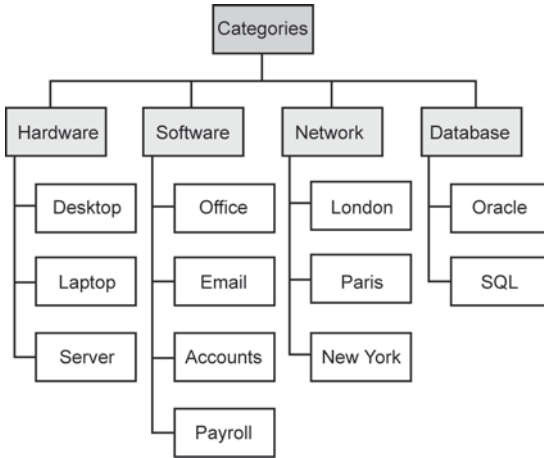 Categories
Hardware
Software
Network
Database
Desktop
Office
London
Oracle
Laptop
Email
Paris
SQL
Server
Accounts
New York
Payroll